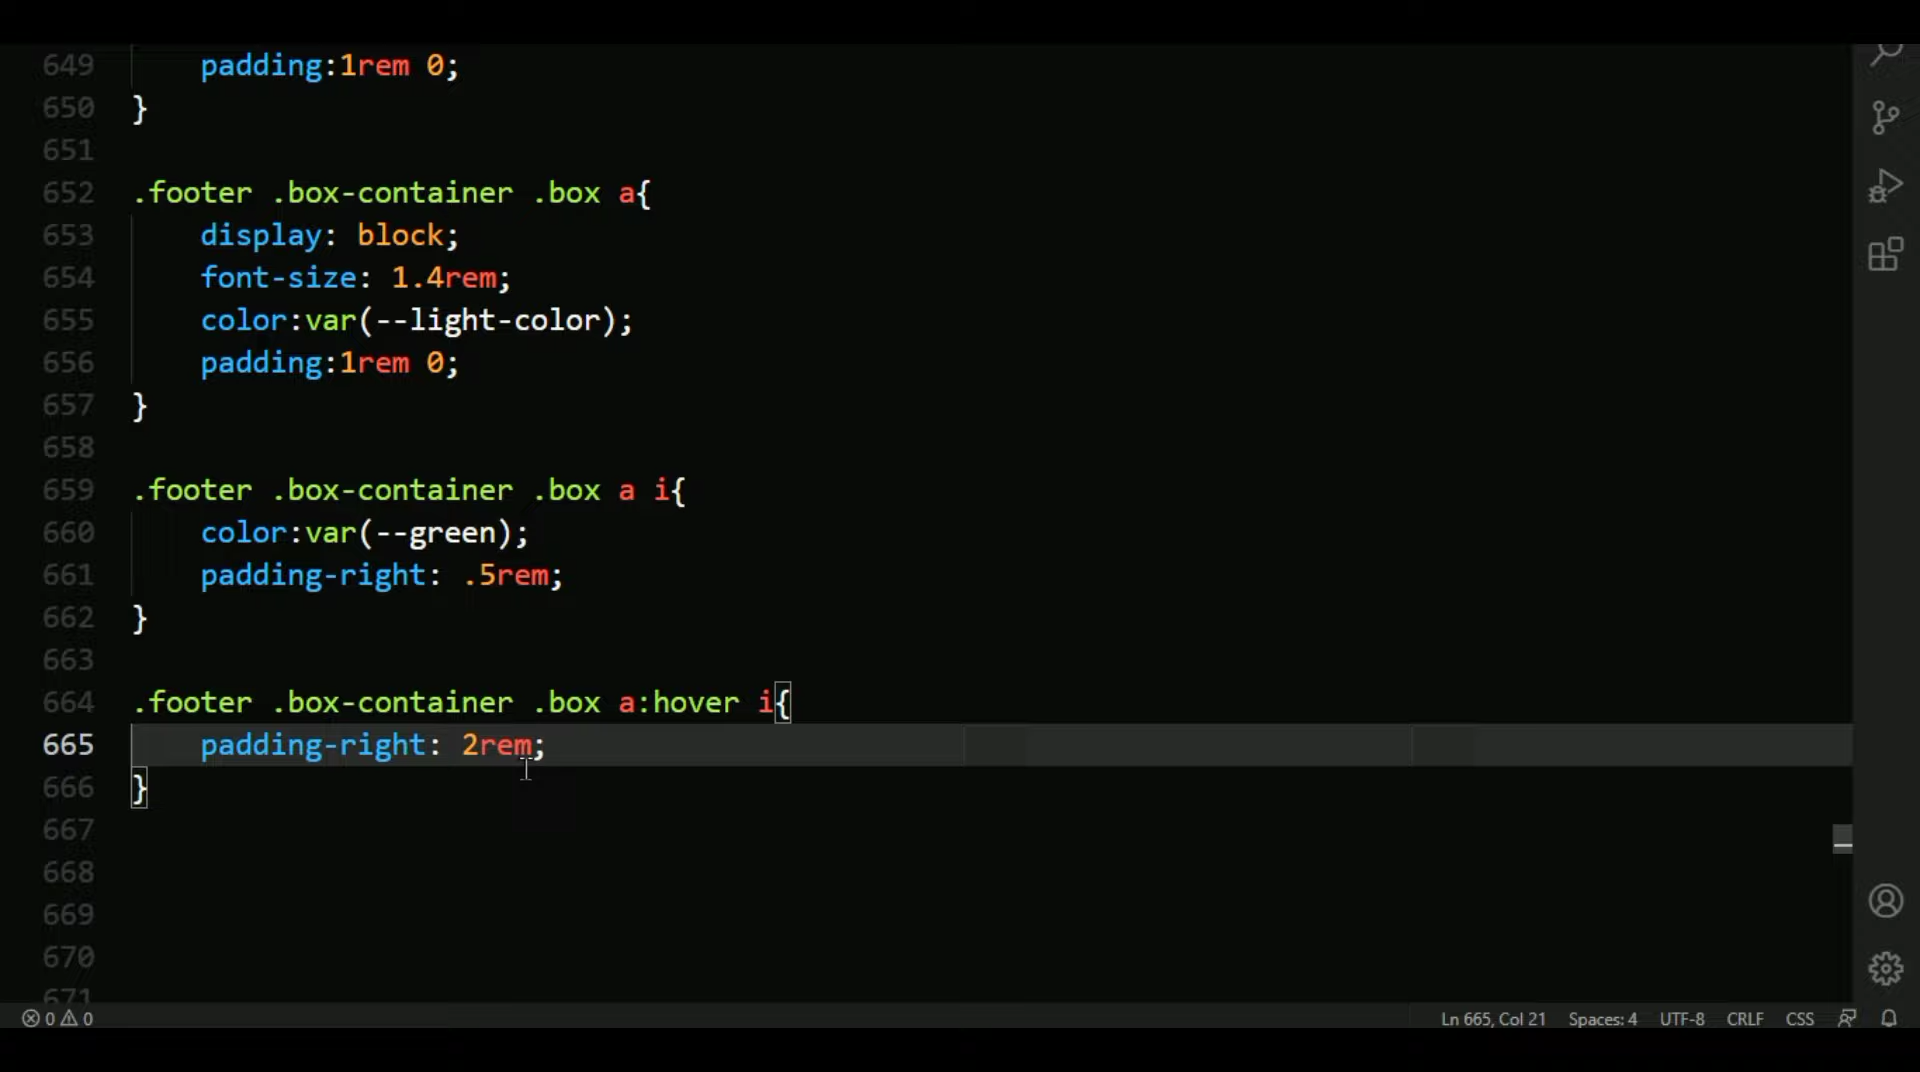 649 padding:1rem 0;
650 }
651
652 .footer .box-container .box a{
653 display: block;
654 font-size: 1.4rem;
655 color:var(--light-color);
656 padding:1rem 0;
657 }
658
659 .footer .box-container .box a i{
660 color:var(--green);
661 padding-right: .5rem;
662 }
663
664 .footer .box-container .box a:hover i{
665 padding-right: 2rem;
666 }
667
668
669
670
671
0 0 Ln 665, Col 21 Spaces: 4 UTF-8 CRLF CSS